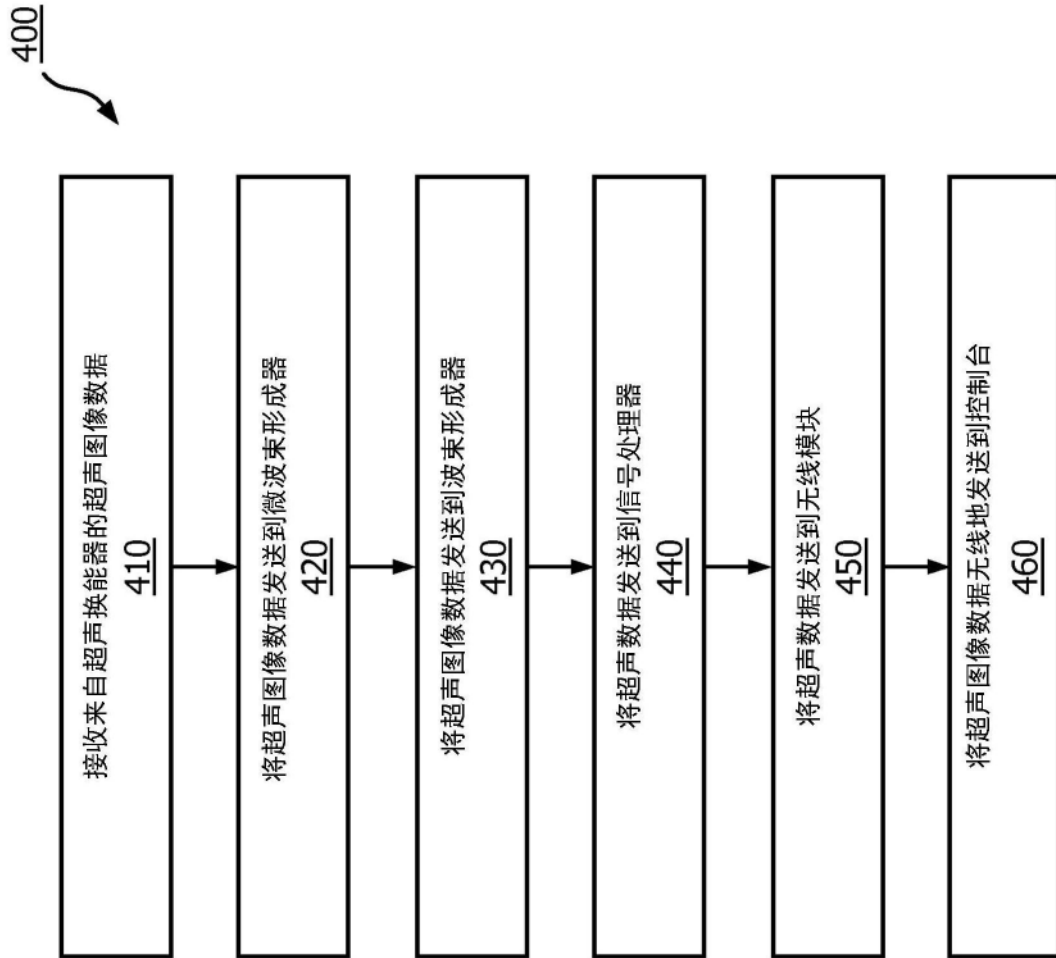 400
接收来自超声换能器的超声图像数据
410
将超声图像数据发送到微波束形成器
420
将超声图像数据发送到波束形成器
430
将超声数据发送到信号处理器
440
将超声数据发送到无线模块
450
将超声图像数据无线地发送到控制台
460